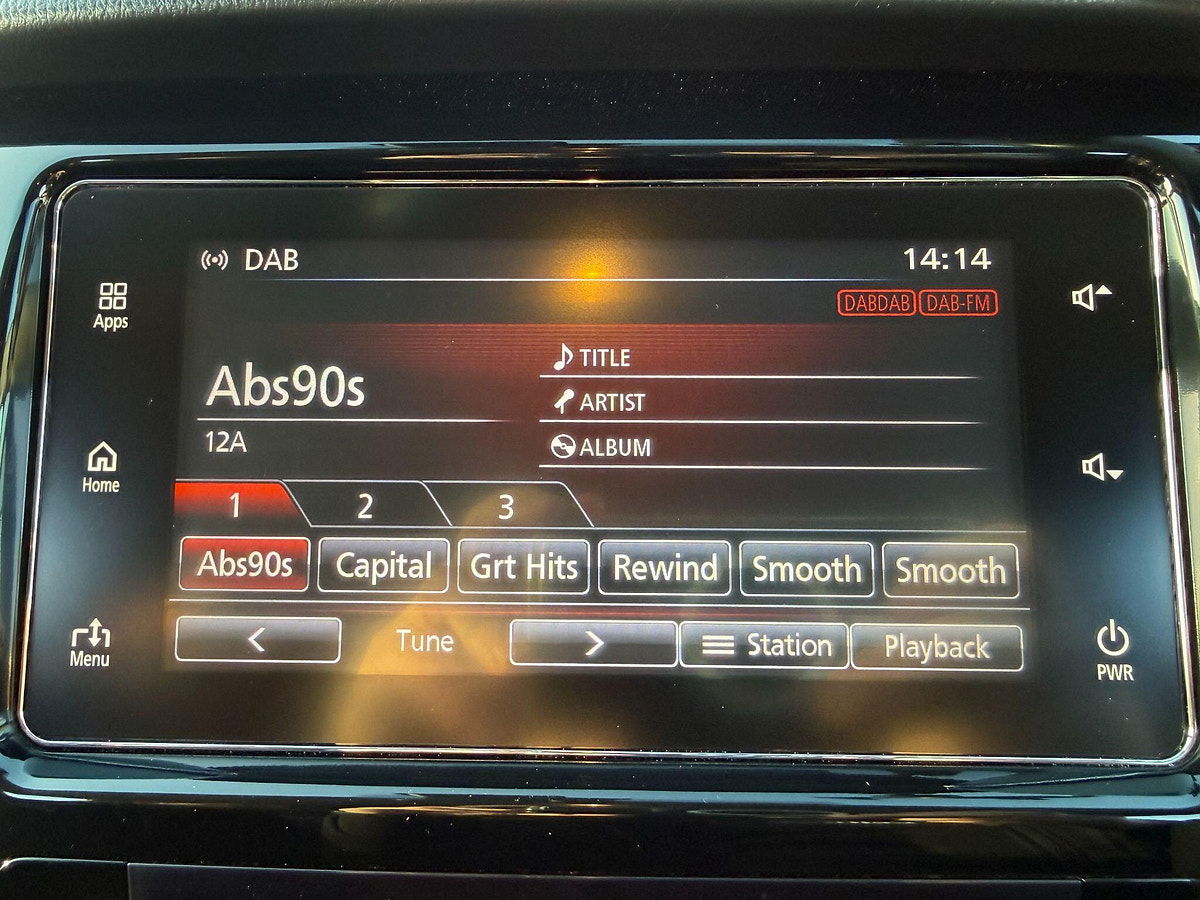 DAB 14:14
DABDAB DAB-FM
Apps
TITLE
Abs90s
ARTIST
12A
ALBUM
Home
1 2 3
Abs90s Capital Grt Hits Rewind Smooth Smooth
< Tune > Station Playback
Menu
PWR